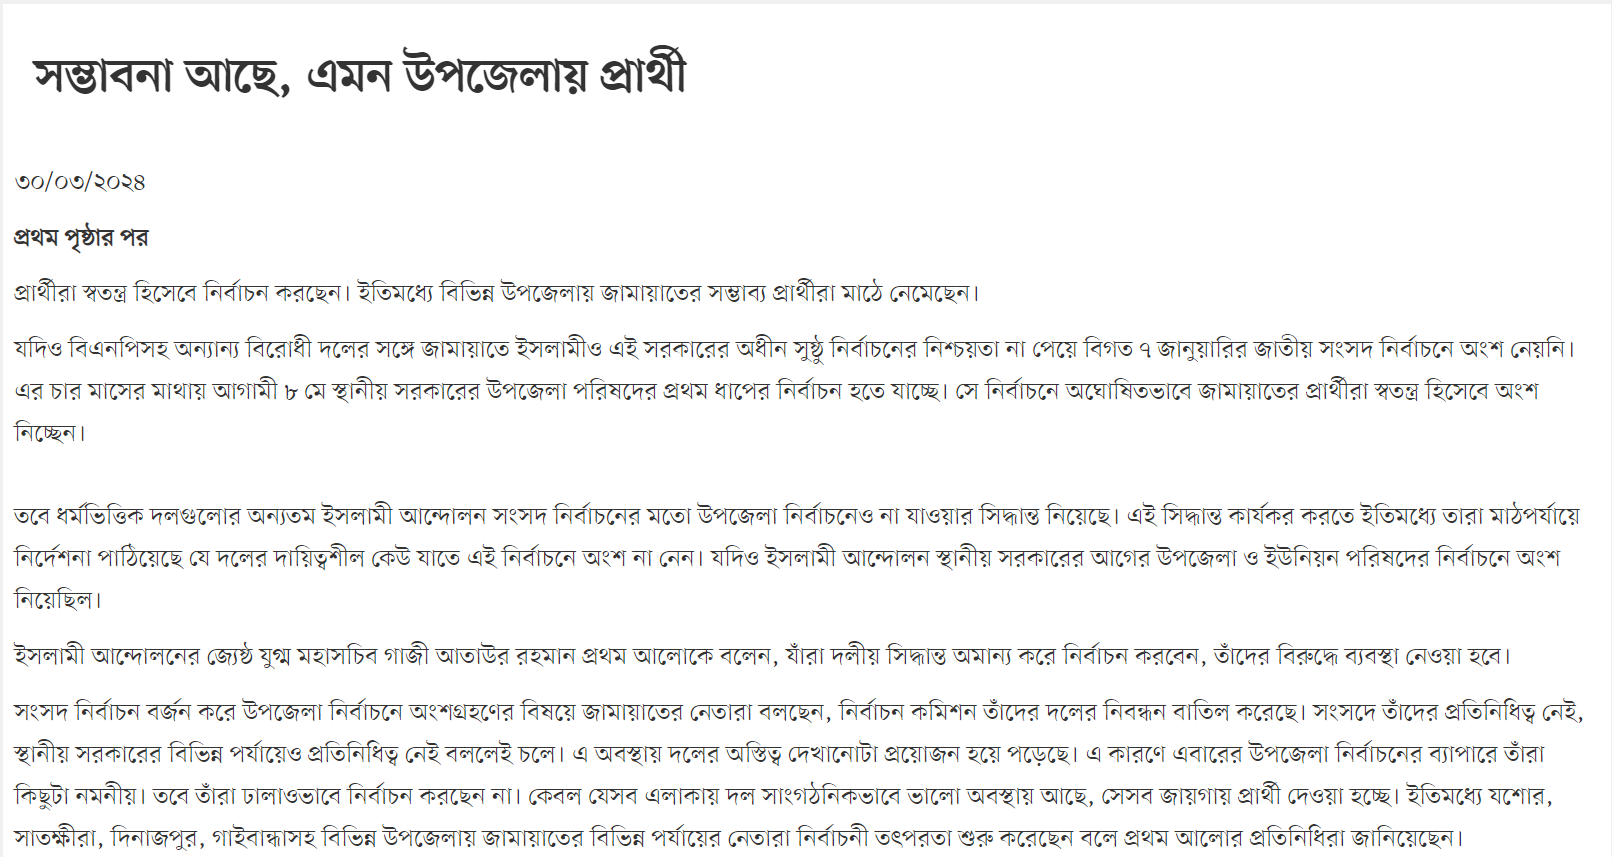 সম্ভাবনা আছে, এমন উপজেলায় প্রার্থী
৩০/০৩/২০২৪
প্রথম পৃষ্ঠার পর
প্রার্থীরা স্বতন্ত্র হিসেবে নির্বাচন করছেন। ইতিমধ্যে বিভিন্ন উপজেলায় জামায়াতের সম্ভাব্য প্রার্থীরা মাঠে নেমেছেন।
যদিও বিএনপিসহ অন্যান্য বিরোধী দলের সঙ্গে জামায়াতে ইসলামীও এই সরকারের অধীন সুষ্ঠু নির্বাচনের নিশ্চয়তা না পেয়ে বিগত ৭ জানুয়ারির জাতীয় সংসদ নির্বাচনে অংশ নেয়নি।
এর চার মাসের মাথায় আগামী ৮ মে স্থানীয় সরকারের উপজেলা পরিষদের প্রথম ধাপের নির্বাচন হতে যাচ্ছে। সে নির্বাচনে অঘোষিতভাবে জামায়াতের প্রার্থীরা স্বতন্ত্র হিসেবে অংশ
নিচ্ছেন।
তবে ধর্মভিত্তিক দলগুলোর অন্যতম ইসলামী আন্দোলন সংসদ নির্বাচনের মতো উপজেলা নির্বাচনেও না যাওয়ার সিদ্ধান্ত নিয়েছে। এই সিদ্ধান্ত কার্যকর করতে ইতিমধ্যে তারা মাঠপর্যায়ে
নির্দেশনা পাঠিয়েছে যে দলের দায়িত্বশীল কেউ যাতে এই নির্বাচনে অংশ না নেন। যদিও ইসলামী আন্দোলন স্থানীয় সরকারের আগের উপজেলা ও ইউনিয়ন পরিষদের নির্বাচনে অংশ
নিয়েছিল।
ইসলামী আন্দোলনের জ্যেষ্ঠ যুগ্ম মহাসচিব গাজী আতাউর রহমান প্রথম আলোকে বলেন, যাঁরা দলীয় সিদ্ধান্ত অমান্য করে নির্বাচন করবেন, তাঁদের বিরুদ্ধে ব্যবস্থা নেওয়া হবে।
সংসদ নির্বাচন বর্জন করে উপজেলা নির্বাচনে অংশগ্রহণের বিষয়ে জামায়াতের নেতারা বলছেন, নির্বাচন কমিশন তাঁদের দলের নিবন্ধন বাতিল করেছে। সংসদে তাঁদের প্রতিনিধিত্ব নেই,
স্থানীয় সরকারের বিভিন্ন পর্যায়েও প্রতিনিধিত্ব নেই বললেই চলে। এ অবস্থায় দলের অস্তিত্ব দেখানোটা প্রয়োজন হয়ে পড়েছে। এ কারণে এবারের উপজেলা নির্বাচনের ব্যাপারে তাঁরা
কিছুটা নমনীয়। তবে তাঁরা ঢালাওভাবে নির্বাচন করছেন না। কেবল যেসব এলাকায় দল সাংগঠনিকভাবে ভালো অবস্থায় আছে, সেসব জায়গায় প্রার্থী দেওয়া হচ্ছে। ইতিমধ্যে যশোর,
সাতক্ষীরা, দিনাজপুর, গাইবান্ধাসহ বিভিন্ন উপজেলায় জামায়াতের বিভিন্ন পর্যায়ের নেতারা নির্বাচনী তৎপরতা শুরু করেছেন বলে প্রথম আলোর প্রতিনিধিরা জানিয়েছেন।